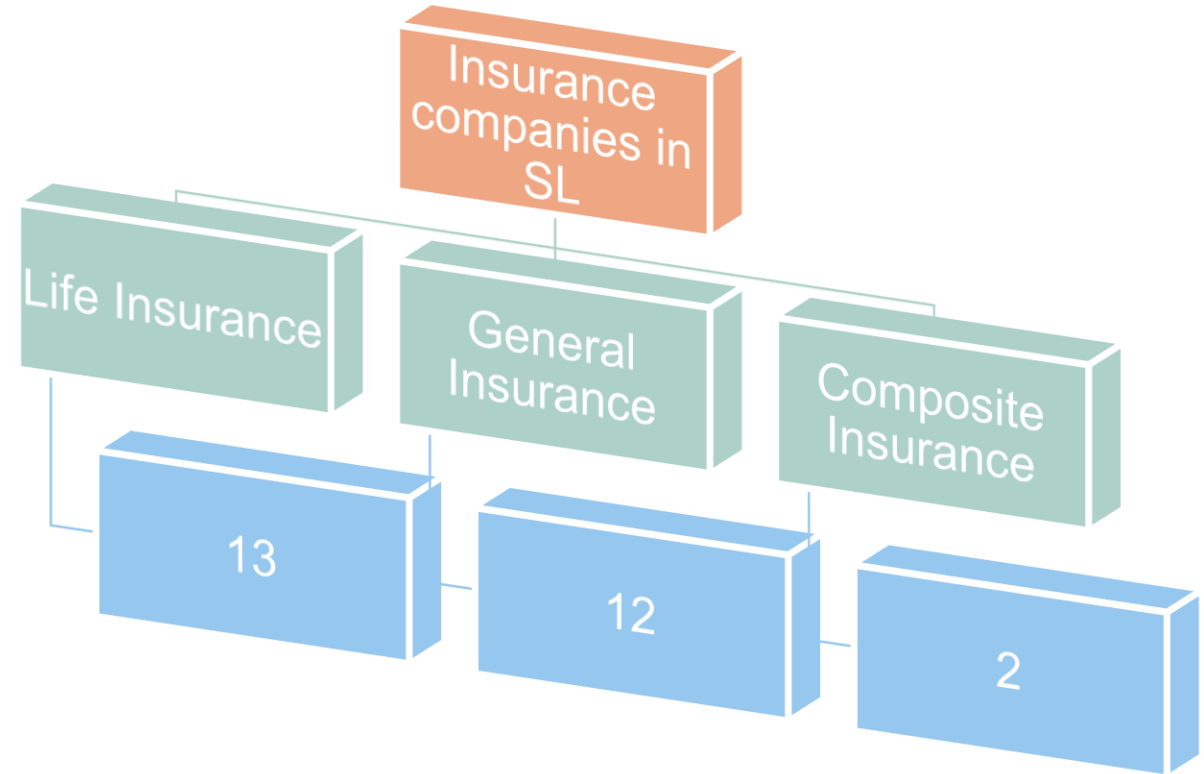 Insurance
companies in
SL
Life Insurance
General
Insurance
Composite
Insurance
13
12
2